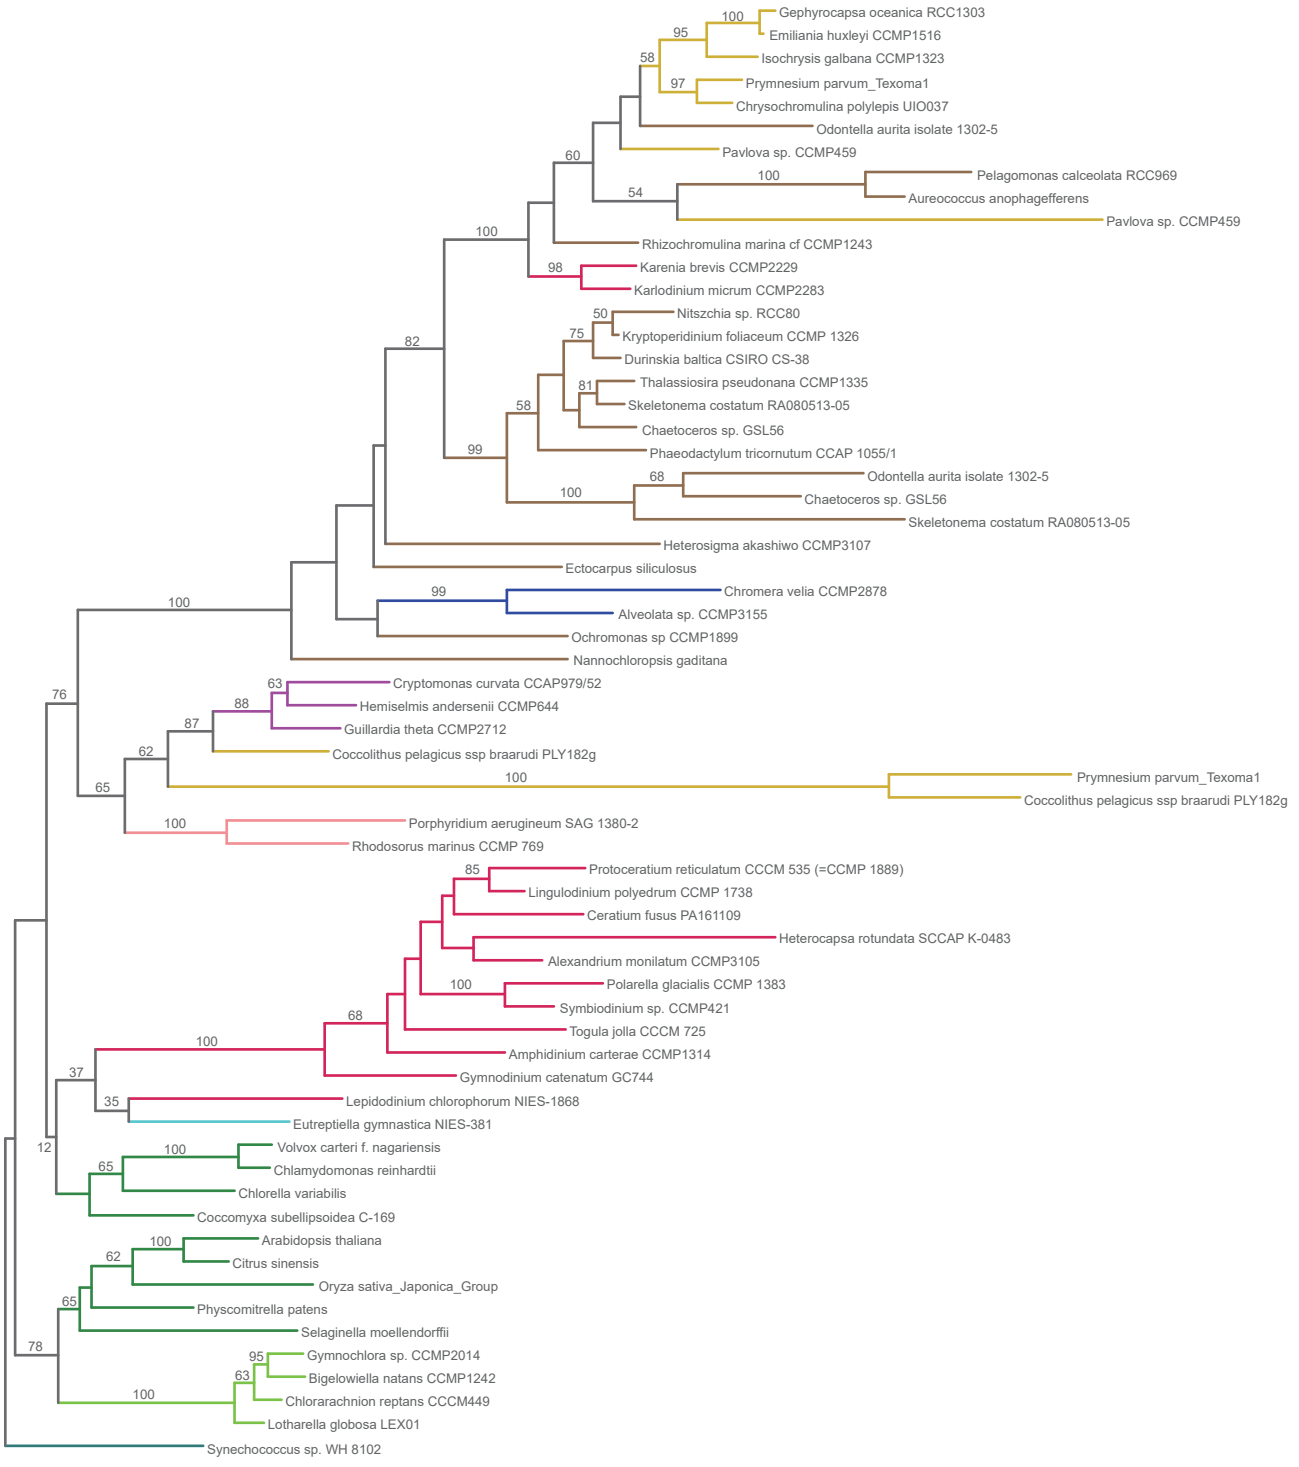 100 Gephyrocapsa oceanica RCC1303
95 Emiliania huxleyi CCMP1516
58 Isochrysis galbana CCMP1323
97 Prymnesium parvum_Texoma1
Chrysochromulina polylepis UIO037
Odontella aurita isolate 1302-5
60 Pavlova sp. CCMP459
100 Pelagomonas calceolata RCC969
54 Aureococcus anophagefferens
Pavlova sp. CCMP459
100 Rhizochromulina marina cf CCMP1243
98 Karenia brevis CCMP2229
Karlodinium micrum CCMP2283
50 Nitszchia sp. RCC80
75 Kryptoperidinium foliaceum CCMP 1326
82 Durinskia baltica CSIRO CS-38
81 Thalassiosira pseudonana CCMP1335
58 Skeletonema costatum RA080513-05
Chaetoceros sp. GSL56
99 Phaeodactylum tricornutum CCAP 1055/1
68 Odontella aurita isolate 1302-5
100 Chaetoceros sp. GSL56
Skeletonema costatum RA080513-05
Heterosigma akashiwo CCMP3107
Ectocarpus siliculosus
99 Chromera velia CCMP2878
100 Alveolata sp. CCMP3155
Ochromonas sp CCMP1899
Nannochloropsis gaditana
63 Cryptomonas curvata CCAP979/52
76 88 Hemiselmis andersenii CCMP644
87 Guillardia theta CCMP2712
62 Coccolithus pelagicus ssp braarudi PLY182g
100 Prymnesium parvum_Texoma1
65 Coccolithus pelagicus ssp braarudi PLY182g
100 Porphyridium aerugineum SAG 1380-2
Rhodosorus marinus CCMP 769
85 Protoceratium reticulatum CCCM 535 (=CCMP 1889)
Lingulodinium polyedrum CCMP 1738
Ceratium fusus PA161109
Heterocapsa rotundata SCCAP K-0483
Alexandrium monilatum CCMP3105
100 Polarella glacialis CCMP 1383
68 Symbiodinium sp. CCMP421
Togula jolla CCCM 725
100 Amphidinium carterae CCMP1314
37 Gymnodinium catenatum GC744
35 Lepidodinium chlorophorum NIES-1868
Eutreptiella gymnastica NIES-381
12 100 Volvox carteri f. nagariensis
65 Chlamydomonas reinhardtii
Chlorella variabilis
Coccomyxa subellipsoidea C-169
100 Arabidopsis thaliana
62 Citrus sinensis
Oryza sativa_Japonica_Group
65 Physcomitrella patens
Selaginella moellendorffii
78 95 Gymnochlora sp. CCMP2014
63 Bigelowiella natans CCMP1242
100 Chlorarachnion reptans CCCM449
Lotharella globosa LEX01
Synechococcus sp. WH 8102